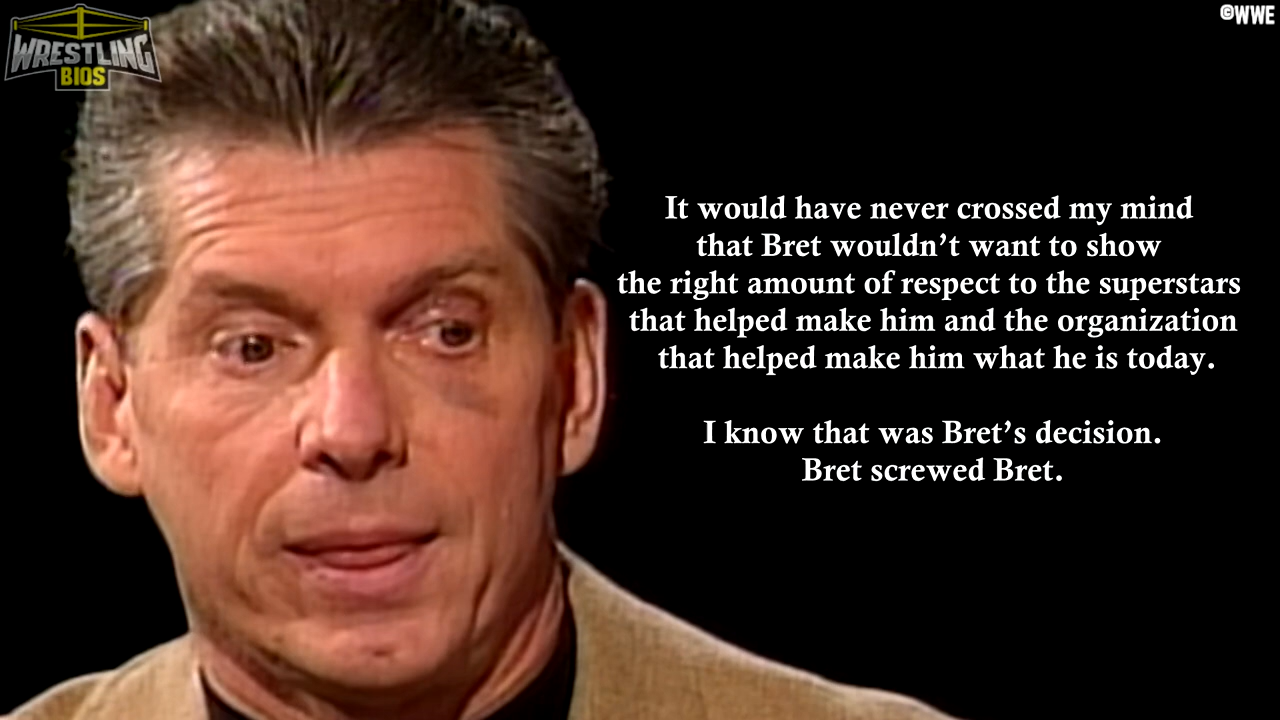 WRESTLING
BIOS
©WWE
It would have never crossed my mind
that Bret wouldn’t want to show
the right amount of respect to the superstars
that helped make him and the organization
that helped make him what he is today.
I know that was Bret’s decision.
Bret screwed Bret.